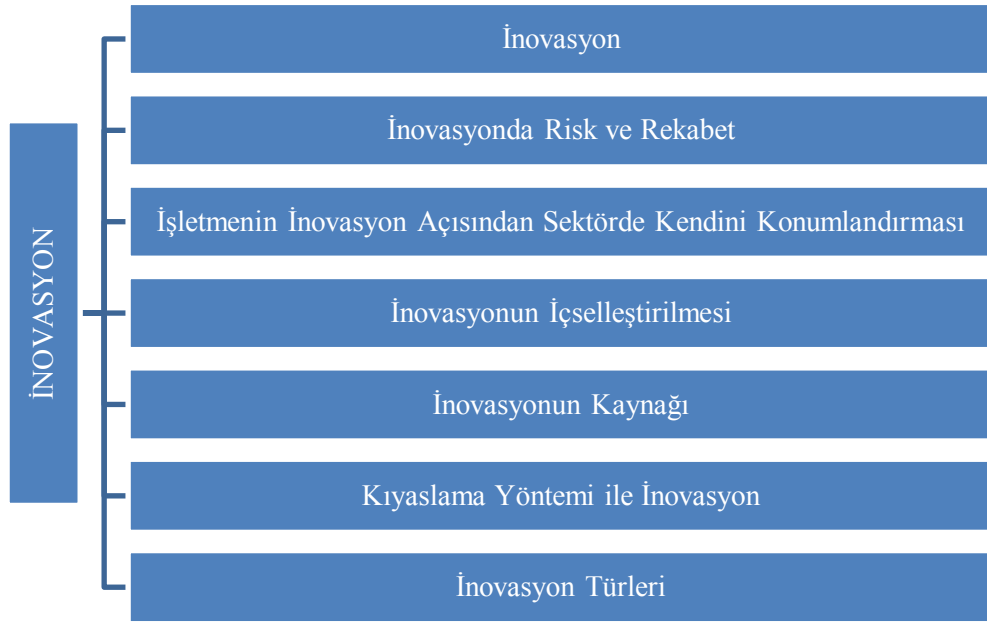 İNOVASYON
İnovasyon
İnovasyonda Risk ve Rekabet
İşletmenin İnovasyon Açısından Sektörde Kendini Konumlandırması
İnovasyonun İçselleştirilmesi
İnovasyonun Kaynağı
Kıyaslama Yöntemi ile İnovasyon
İnovasyon Türleri